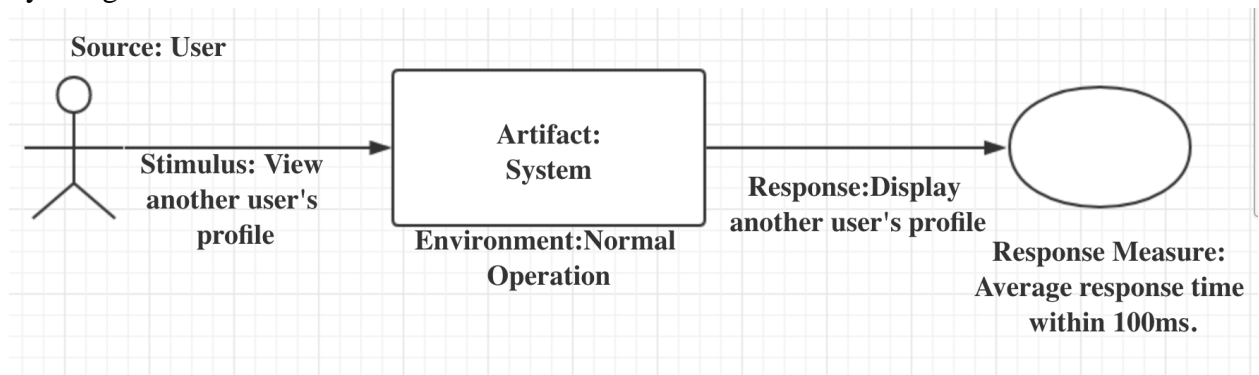 Source: User
Stimulus: View
another user's
profile
Artifact:
System
Environment:Normal
Operation
Response:Display
another user's profile
Response Measure:
Average response time
within 100ms.